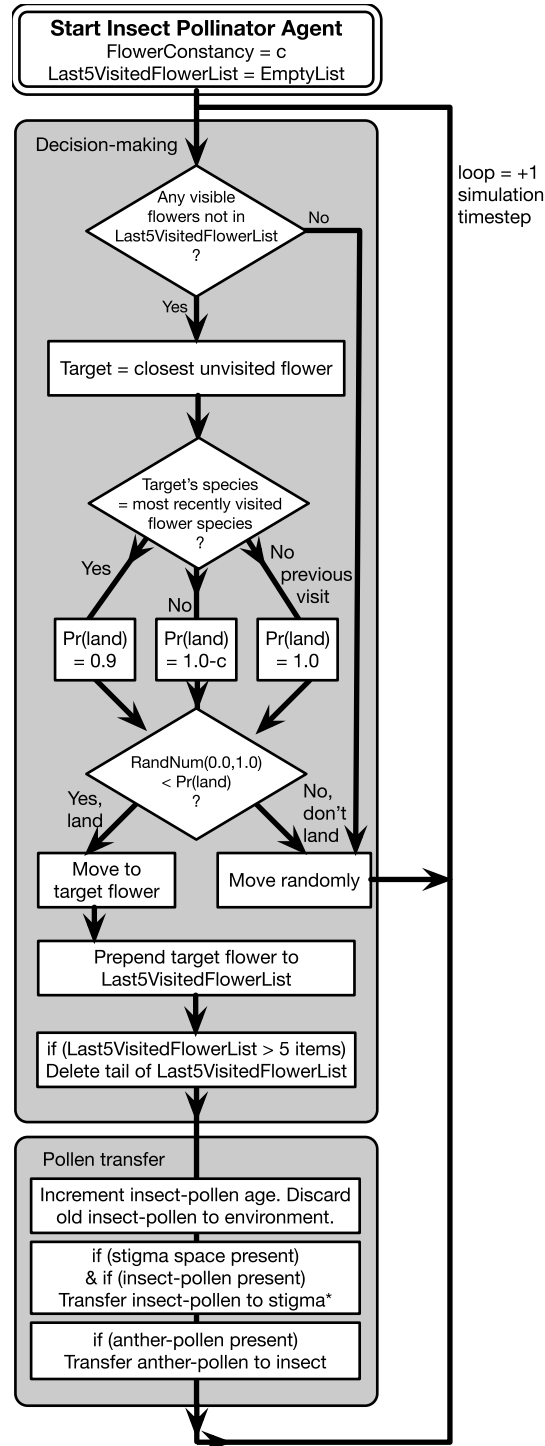 Start Insect Pollinator Agent
FlowerConstancy = c
Last5VisitedFlowerList = EmptyList
loop = +1
simulation
timestep
Decision-making
Any visible
flowers not in
Last5VisitedFlowerList
?
No
Yes
Target = closest unvisited flower
Target's species
= most recently visited
flower species
?
Yes
No
No
previous
visit
Pr(land)
= 0.9
Pr(land)
= 1.0-c
Pr(land)
= 1.0
RandNum(0.0,1.0)
< Pr(land)
?
Yes,
land
No,
don't
land
Move to
target flower
Move randomly
Prepend target flower to
Last5VisitedFlowerList
if (Last5VisitedFlowerList > 5 items)
Delete tail of Last5VisitedFlowerList
Pollen transfer
Increment insect-pollen age. Discard
old insect-pollen to environment.
if (stigma space present)
& if (insect-pollen present)
Transfer insect-pollen to stigma*
if (anther-pollen present)
Transfer anther-pollen to insect